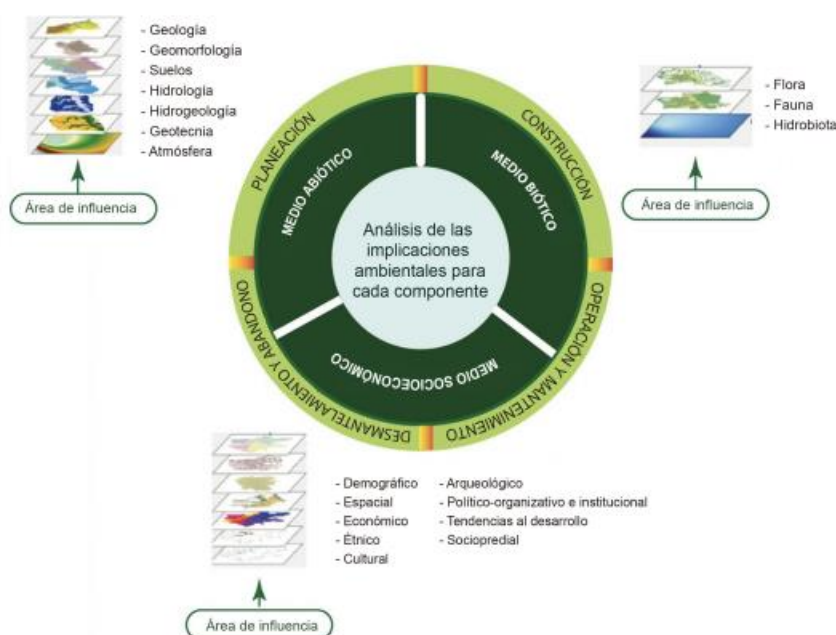 - Geología
- Geomorfología
- Suelos
- Hidrología
- Hidrogeología
- Geotecnia
- Atmósfera
Área de influencia
- Flora
- Fauna
- Hidrobiota
Área de influencia
PLANEACIÓN
CONSTRUCCIÓN
OPERACIÓN Y MANTENIMIENTO
DESMANTELAMIENTO Y ABANDONO
MEDIO ABIÓTICO
MEDIO BIÓTICO
MEDIO SOCIOECONÓMICO
Análisis de las
implicaciones
ambientales para
cada componente
- Demográfico
- Espacial
- Económico
- Étnico
- Cultural
- Arqueológico
- Político-organizativo e institucional
- Tendencias al desarrollo
- Sociopredial
Área de influencia